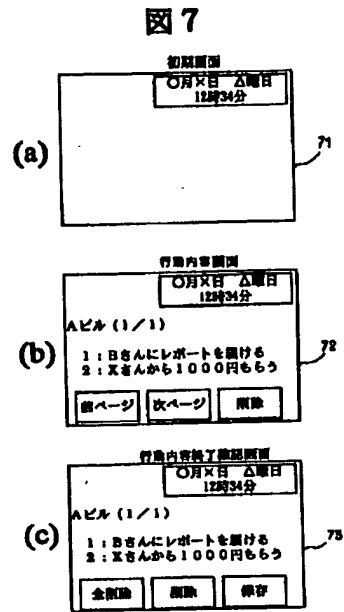 図7
初期画面
(a)
○月×日 △曜日
12時34分
71
行動内容画面
(b)
○月×日 △曜日
12時34分
Aビル(1/1)
1:Bさんにレポートを届ける
2:Xさんから1000円もらう
72
前ページ 次ページ 削除
行動内容終了確認画面
(c)
○月×日 △曜日
12時34分
Aビル(1/1)
1:Bさんにレポートを届ける
2:Xさんから1000円もらう
73
全削除 削除 保存